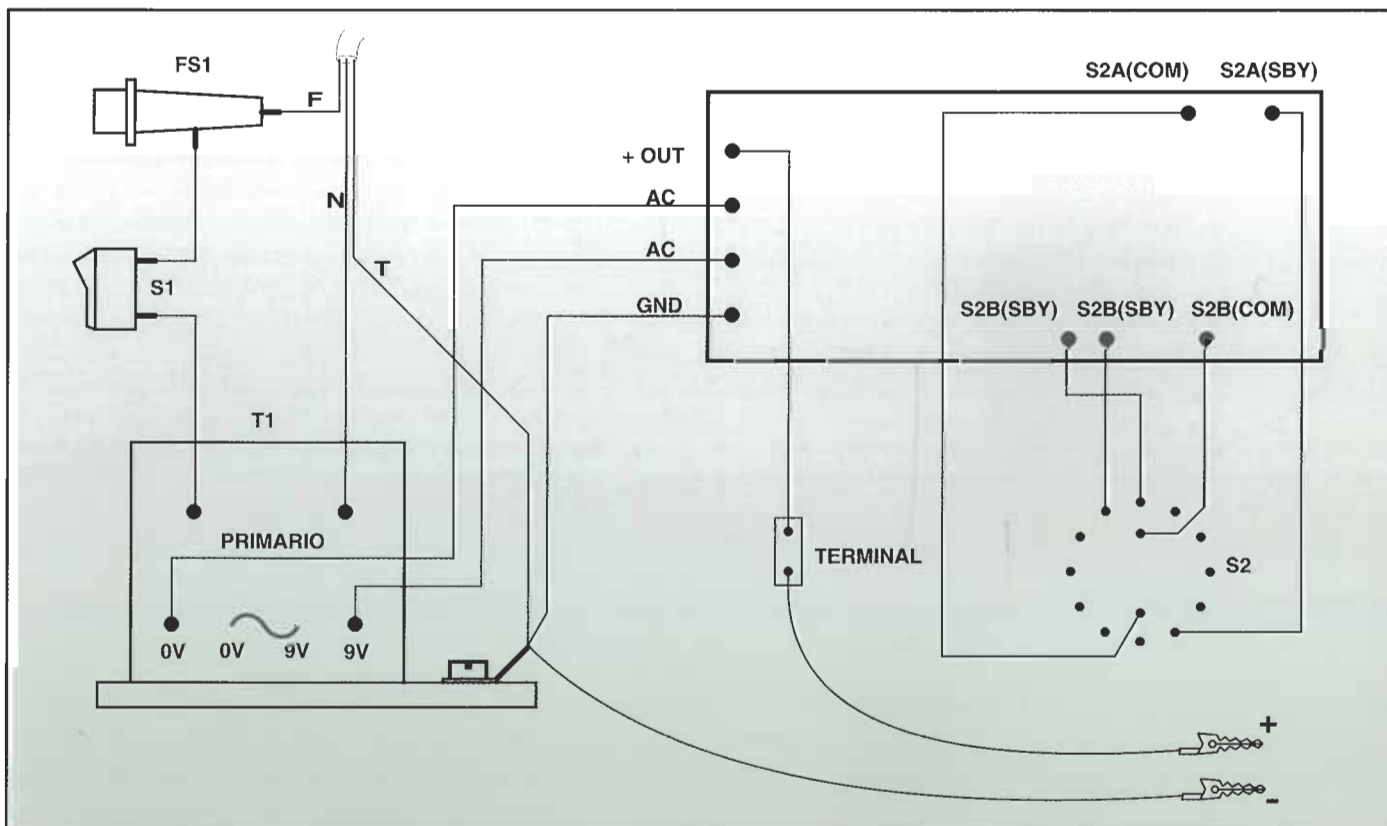 FS1
F
S2A(COM) S2A(SBY)
+ OUT
AC
N
AC
T
S1
GND
S2B(SBY) S2B(SBY) S2B(COM)
T1
PRIMARIO
TERMINAL
S2
0V 0V 9V 9V
+
-